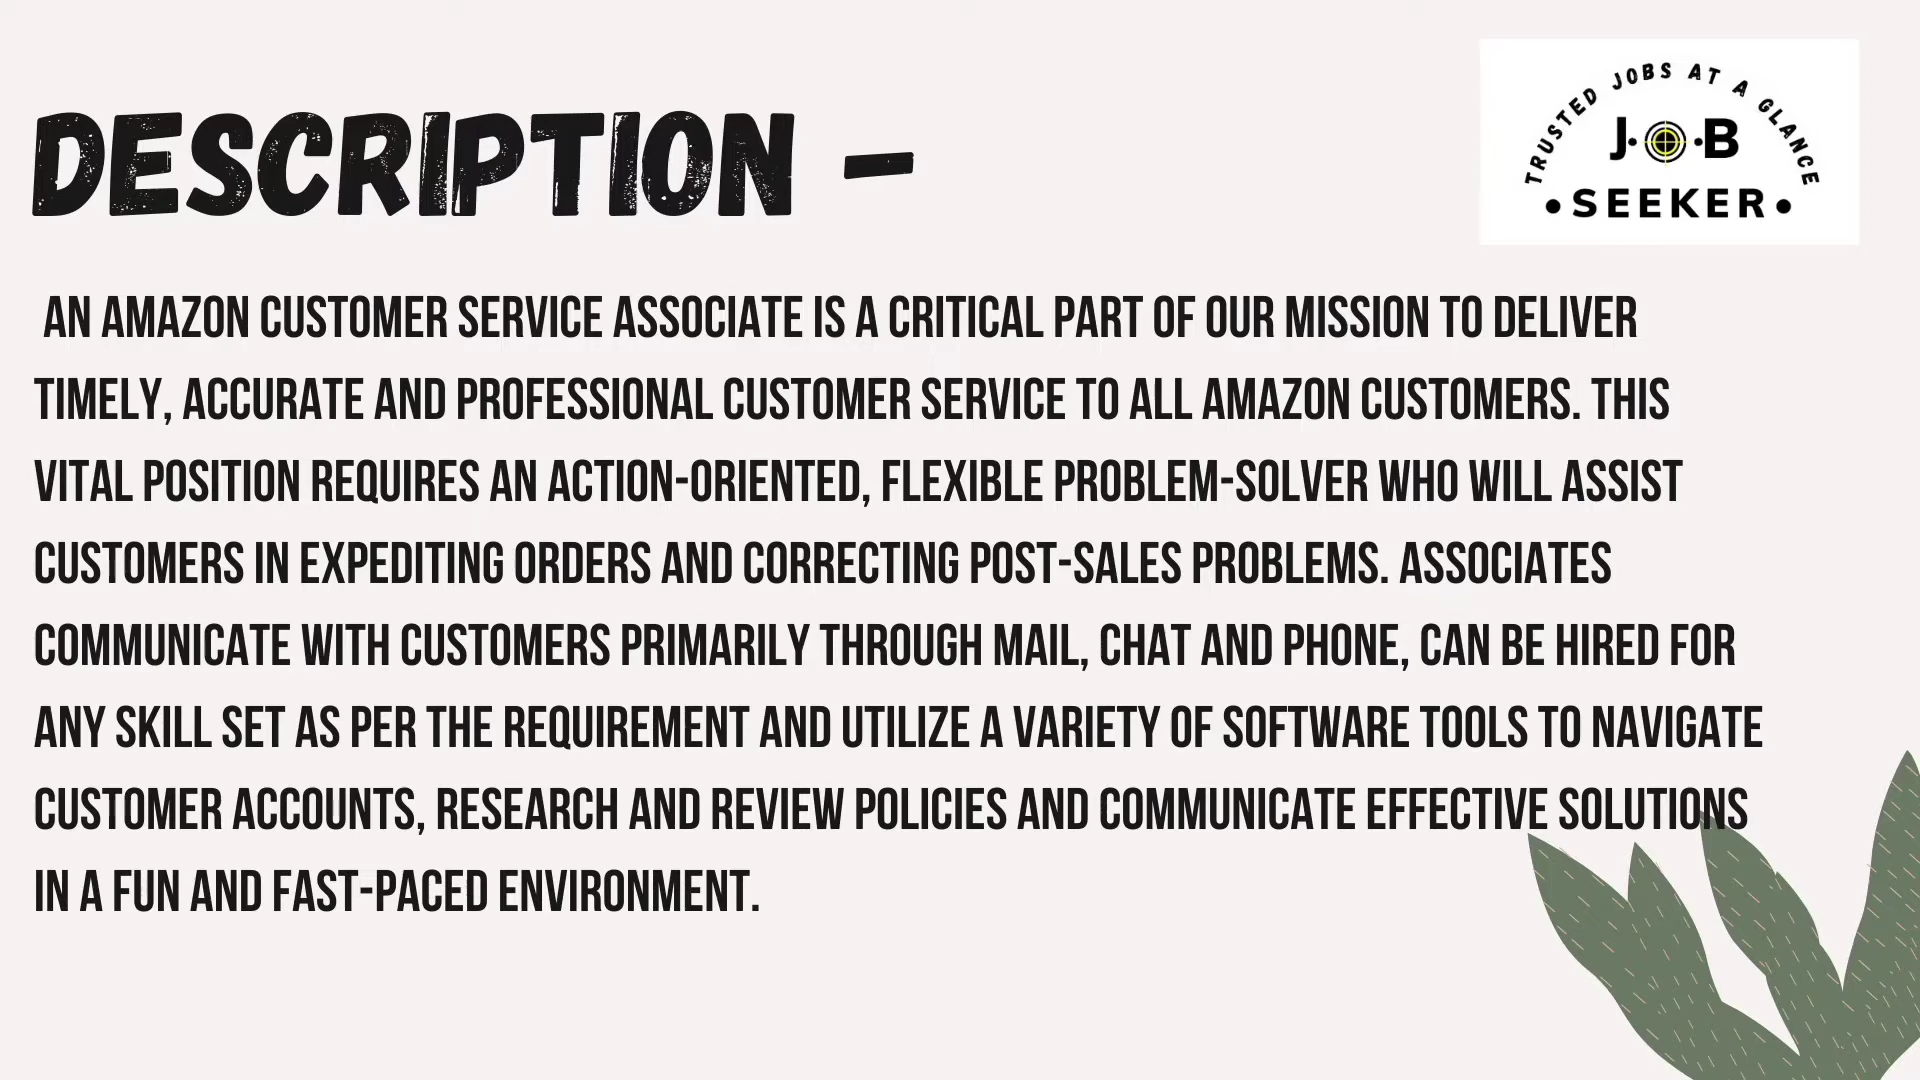 TRUSTED JOBS AT A GLANCE
J·O·B
•SEEKER•
DESCRIPTION -
AN AMAZON CUSTOMER SERVICE ASSOCIATE IS A CRITICAL PART OF OUR MISSION TO DELIVER
TIMELY, ACCURATE AND PROFESSIONAL CUSTOMER SERVICE TO ALL AMAZON CUSTOMERS. THIS
VITAL POSITION REQUIRES AN ACTION-ORIENTED, FLEXIBLE PROBLEM-SOLVER WHO WILL ASSIST
CUSTOMERS IN EXPEDITING ORDERS AND CORRECTING POST-SALES PROBLEMS. ASSOCIATES
COMMUNICATE WITH CUSTOMERS PRIMARILY THROUGH MAIL, CHAT AND PHONE, CAN BE HIRED FOR
ANY SKILL SET AS PER THE REQUIREMENT AND UTILIZE A VARIETY OF SOFTWARE TOOLS TO NAVIGATE
CUSTOMER ACCOUNTS, RESEARCH AND REVIEW POLICIES AND COMMUNICATE EFFECTIVE SOLUTIONS
IN A FUN AND FAST-PACED ENVIRONMENT.